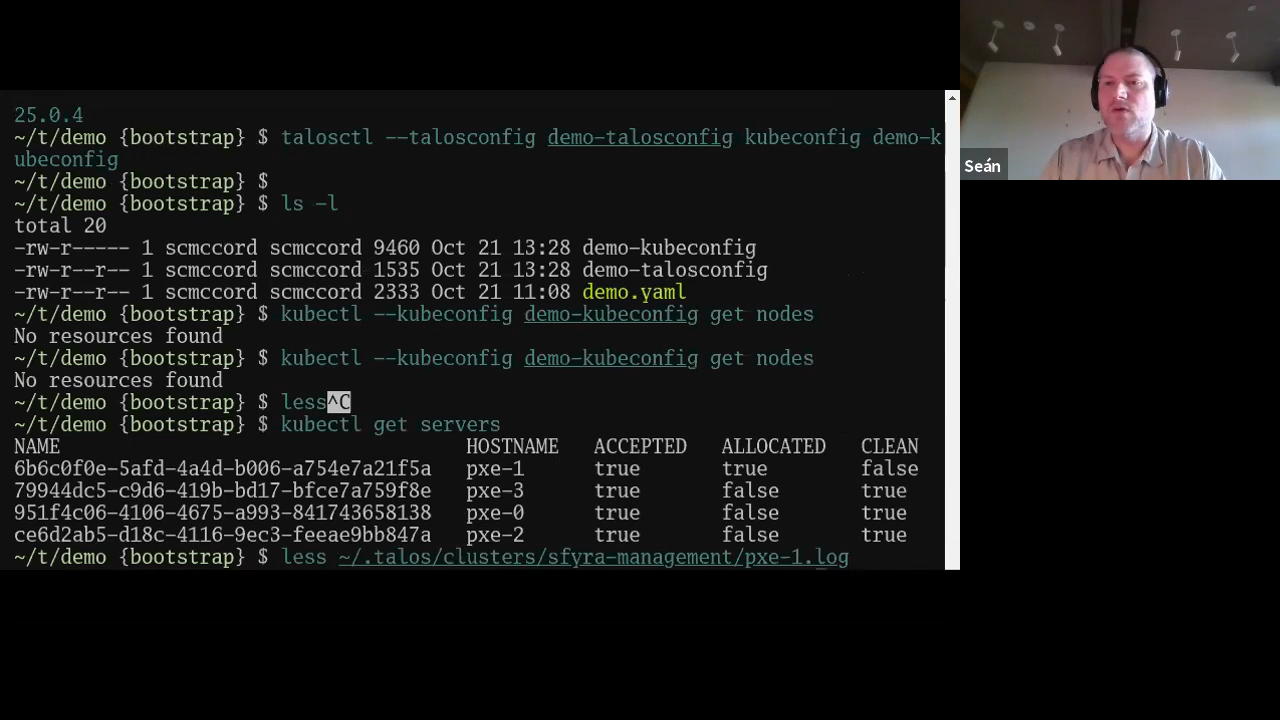 25.0.4
~/t/demo {bootstrap} $ talosctl --talosconfig demo-talosconfig kubeconfig demo-k
ubeconfig
~/t/demo {bootstrap} $
~/t/demo {bootstrap} $ ls -l
total 20
-rw-r----- 1 scmccord scmccord 9460 Oct 21 13:28 demo-kubeconfig
-rw-r--r-- 1 scmccord scmccord 1535 Oct 21 13:28 demo-talosconfig
-rw-r--r-- 1 scmccord scmccord 2333 Oct 21 11:08 demo.yaml
~/t/demo {bootstrap} $ kubectl --kubeconfig demo-kubeconfig get nodes
No resources found
~/t/demo {bootstrap} $ kubectl --kubeconfig demo-kubeconfig get nodes
No resources found
~/t/demo {bootstrap} $ less^C
~/t/demo {bootstrap} $ kubectl get servers
NAME HOSTNAME ACCEPTED ALLOCATED CLEAN
6b6c0f0e-5afd-4a4d-b006-a754e7a21f5a pxe-1 true true false
79944dc5-c9d6-419b-bd17-bfce7a759f8e pxe-3 true false true
951f4c06-4106-4675-a993-841743658138 pxe-0 true false true
ce6d2ab5-d18c-4116-9ec3-feeae9bb847a pxe-2 true false true
~/t/demo {bootstrap} $ less ~/.talos/clusters/sfyra-management/pxe-1.log
Seán